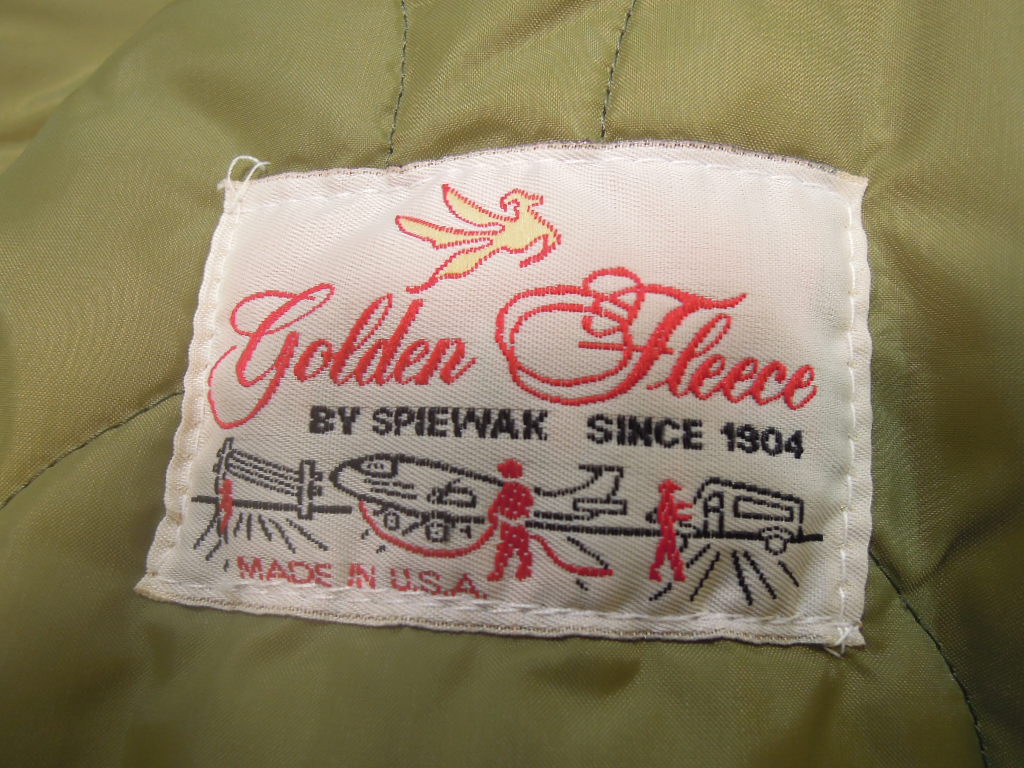 Golden Fleece
BY SPIEWAK SINCE 1904
MADE IN U.S.A.